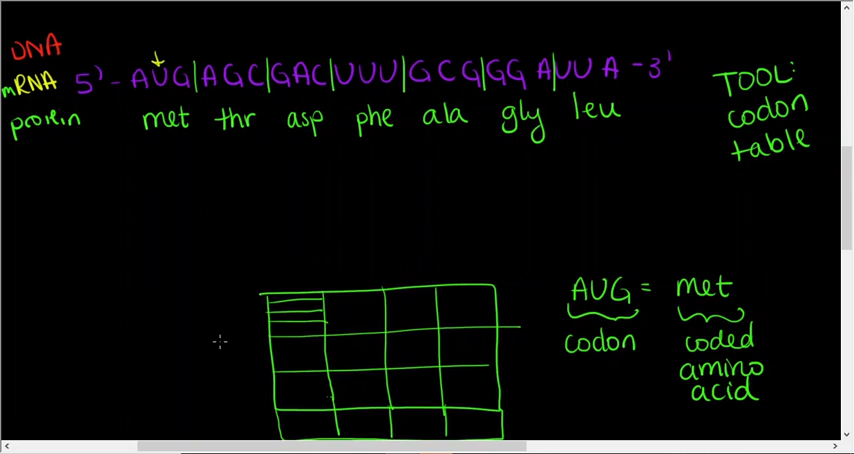 DNA
mRNA 5'- AUG|AGC|GAC|UUU|GCG|GGA|UUA -3'
protein met thr asp phe ala gly leu
TOOL:
codon
table
AUG = met
codon coded
amino
acid